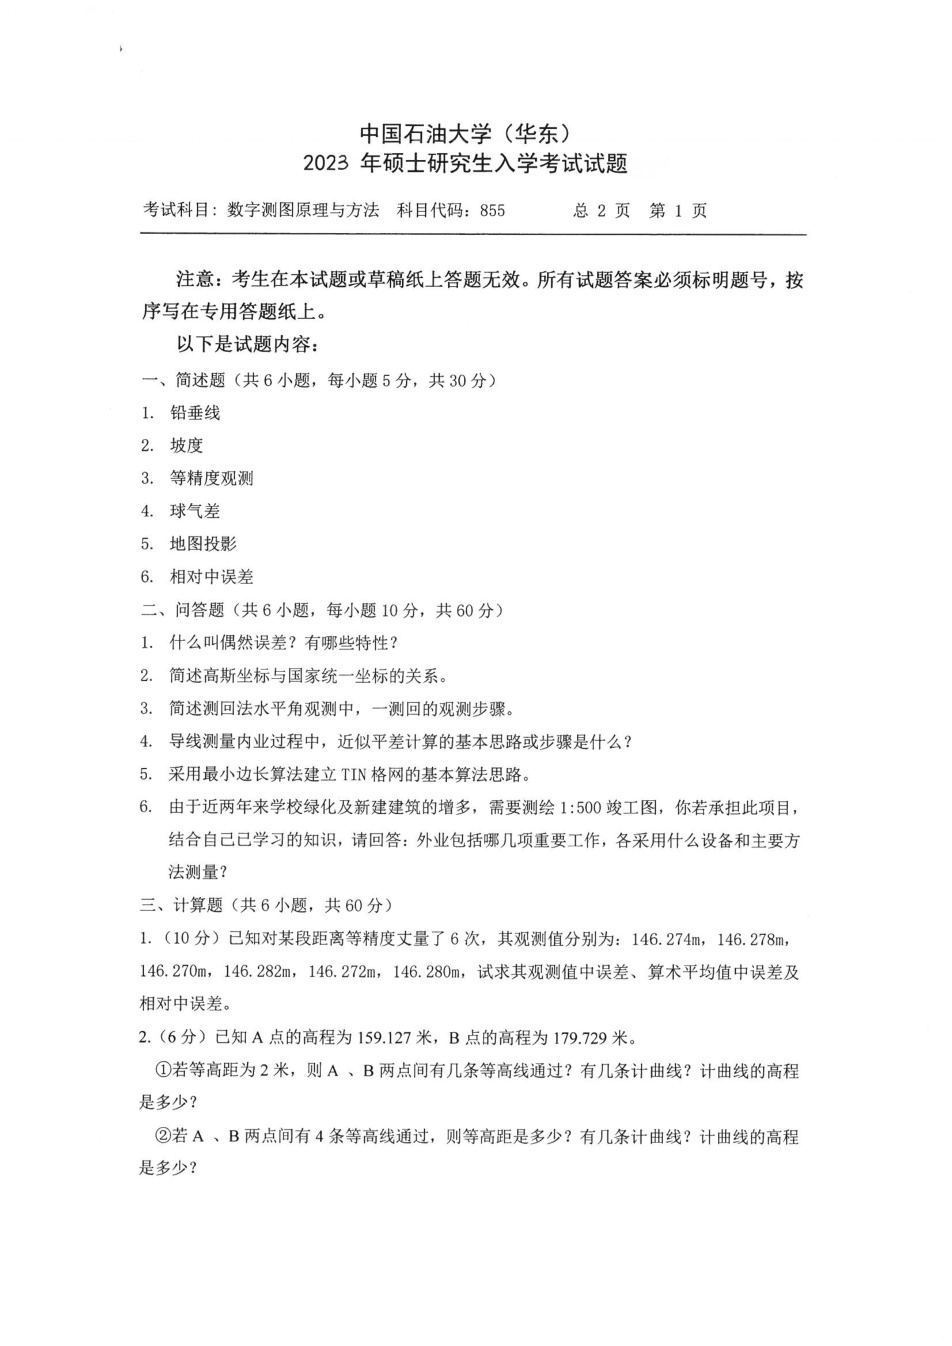 中国石油大学（华东）
2023 年硕士研究生入学考试试题
考试科目：数字测图原理与方法 科目代码：855 总 2 页 第 1 页
注意：考生在本试题或草稿纸上答题无效。所有试题答案必须标明题号，按
序写在专用答题纸上。
以下是试题内容：
一、简述题（共 6 小题，每小题 5 分，共 30 分）
1. 铅垂线
2. 坡度
3. 等精度观测
4. 球气差
5. 地图投影
6. 相对中误差
二、问答题（共 6 小题，每小题 10 分，共 60 分）
1. 什么叫偶然误差？有哪些特性？
2. 简述高斯坐标与国家统一坐标的关系。
3. 简述测回法水平角观测中，一测回的观测步骤。
4. 导线测量内业过程中，近似平差计算的基本思路或步骤是什么？
5. 采用最小边长算法建立 TIN 格网的基本算法思路。
6. 由于近两年来学校绿化及新建建筑的增多，需要测绘 1:500 竣工图，你若承担此项目，
结合自己已学习的知识，请回答：外业包括哪几项重要工作，各采用什么设备和主要方
法测量？
三、计算题（共 6 小题，共 60 分）
1.（10 分）已知对某段距离等精度丈量了 6 次，其观测值分别为：146.274m，146.278m，
146.270m，146.282m，146.272m，146.280m，试求其观测值中误差、算术平均值中误差及
相对中误差。
2.（6 分）已知 A 点的高程为 159.127 米，B 点的高程为 179.729 米。
①若等高距为 2 米，则 A 、B 两点间有几条等高线通过？有几条计曲线？计曲线的高程
是多少？
②若 A 、B 两点间有 4 条等高线通过，则等高距是多少？有几条计曲线？计曲线的高程
是多少？